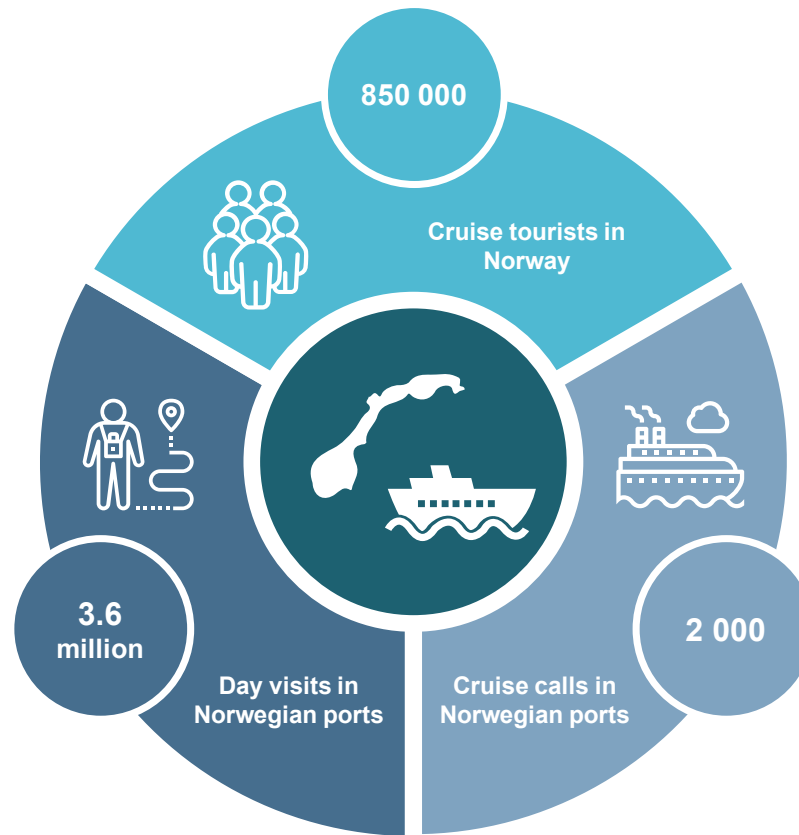 850 000
Cruise tourists in
Norway
3.6
million
Day visits in
Norwegian ports
2 000
Cruise calls in
Norwegian ports